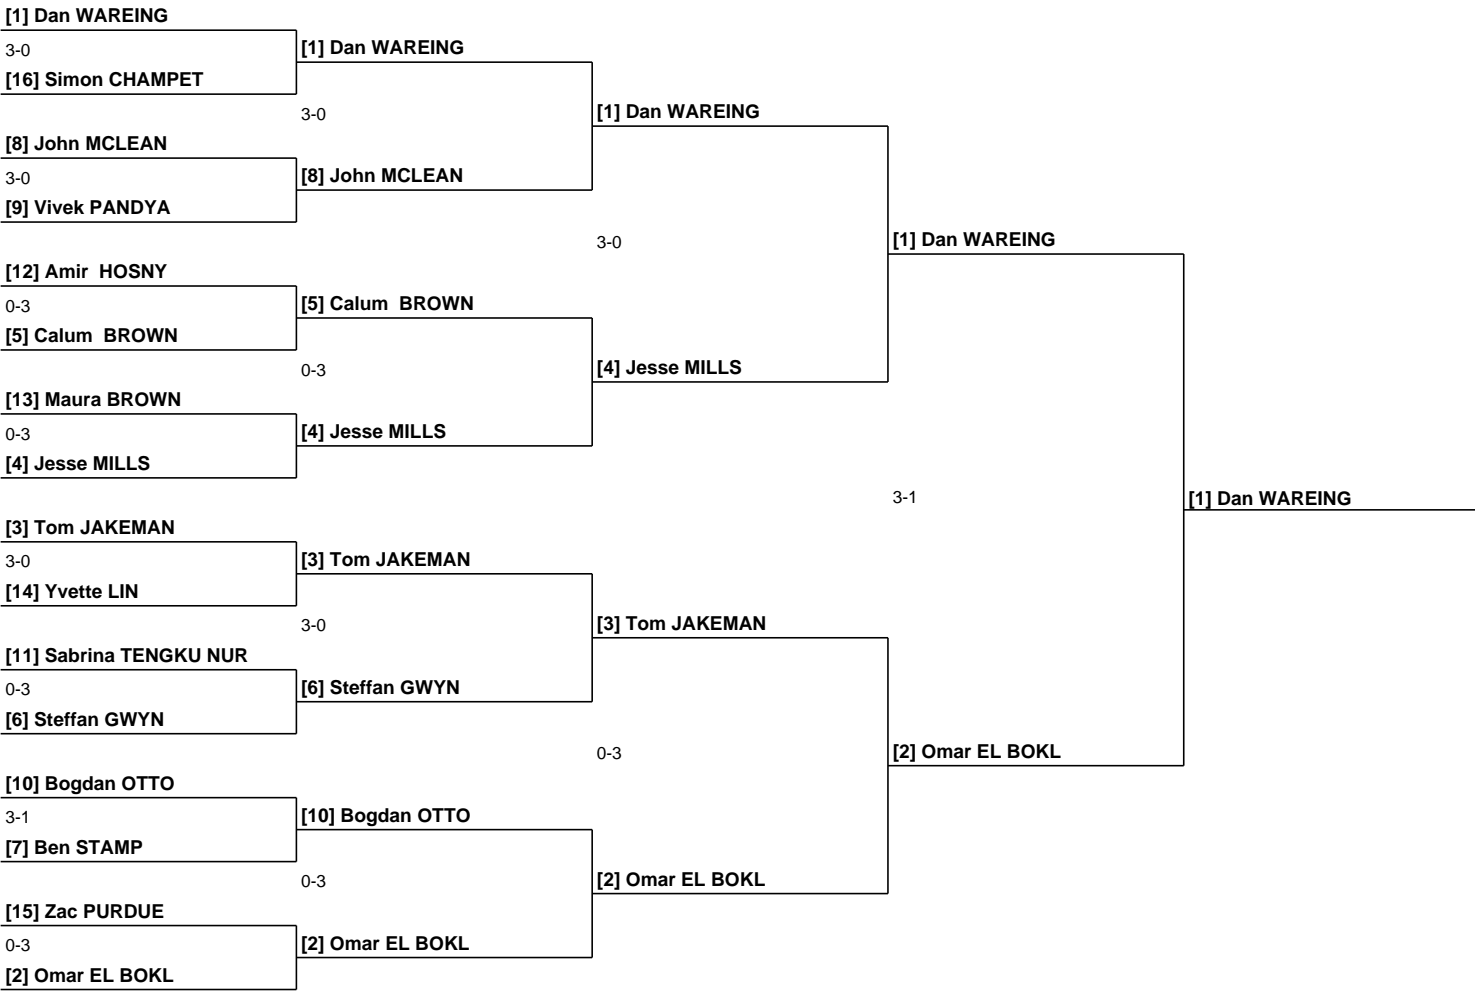 [1] Dan WAREING
3-0
[16] Simon CHAMPET
[8] John MCLEAN
3-0
[9] Vivek PANDYA
[12] Amir  HOSNY
0-3
[5] Calum  BROWN
[13] Maura BROWN
0-3
[4] Jesse MILLS
[3] Tom JAKEMAN
3-0
[14] Yvette LIN
[11] Sabrina TENGKU NUR
0-3
[6] Steffan GWYN
[10] Bogdan OTTO
3-1
[7] Ben STAMP
[15] Zac PURDUE
0-3
[2] Omar EL BOKL
[1] Dan WAREING
3-0
[8] John MCLEAN
[5] Calum  BROWN
0-3
[4] Jesse MILLS
[3] Tom JAKEMAN
3-0
[6] Steffan GWYN
[10] Bogdan OTTO
0-3
[2] Omar EL BOKL
[1] Dan WAREING
3-0
[4] Jesse MILLS
[3] Tom JAKEMAN
0-3
[2] Omar EL BOKL
[1] Dan WAREING
3-1
[2] Omar EL BOKL
[1] Dan WAREING